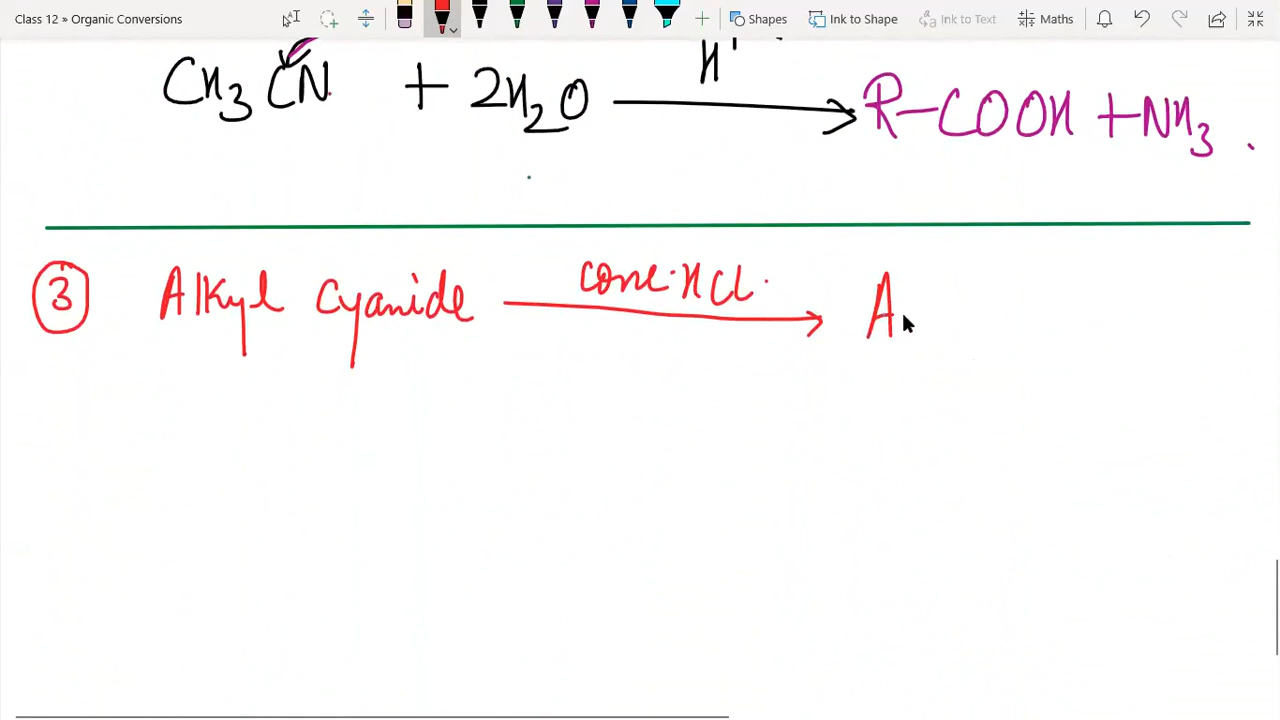 Class 12 » Organic Conversions
Shapes Ink to Shape Ink to Text Maths
H+
CH3CN + 2H2O → R-COOH + NH3.
③ Alkyl Cyanide conc. HCl. → A